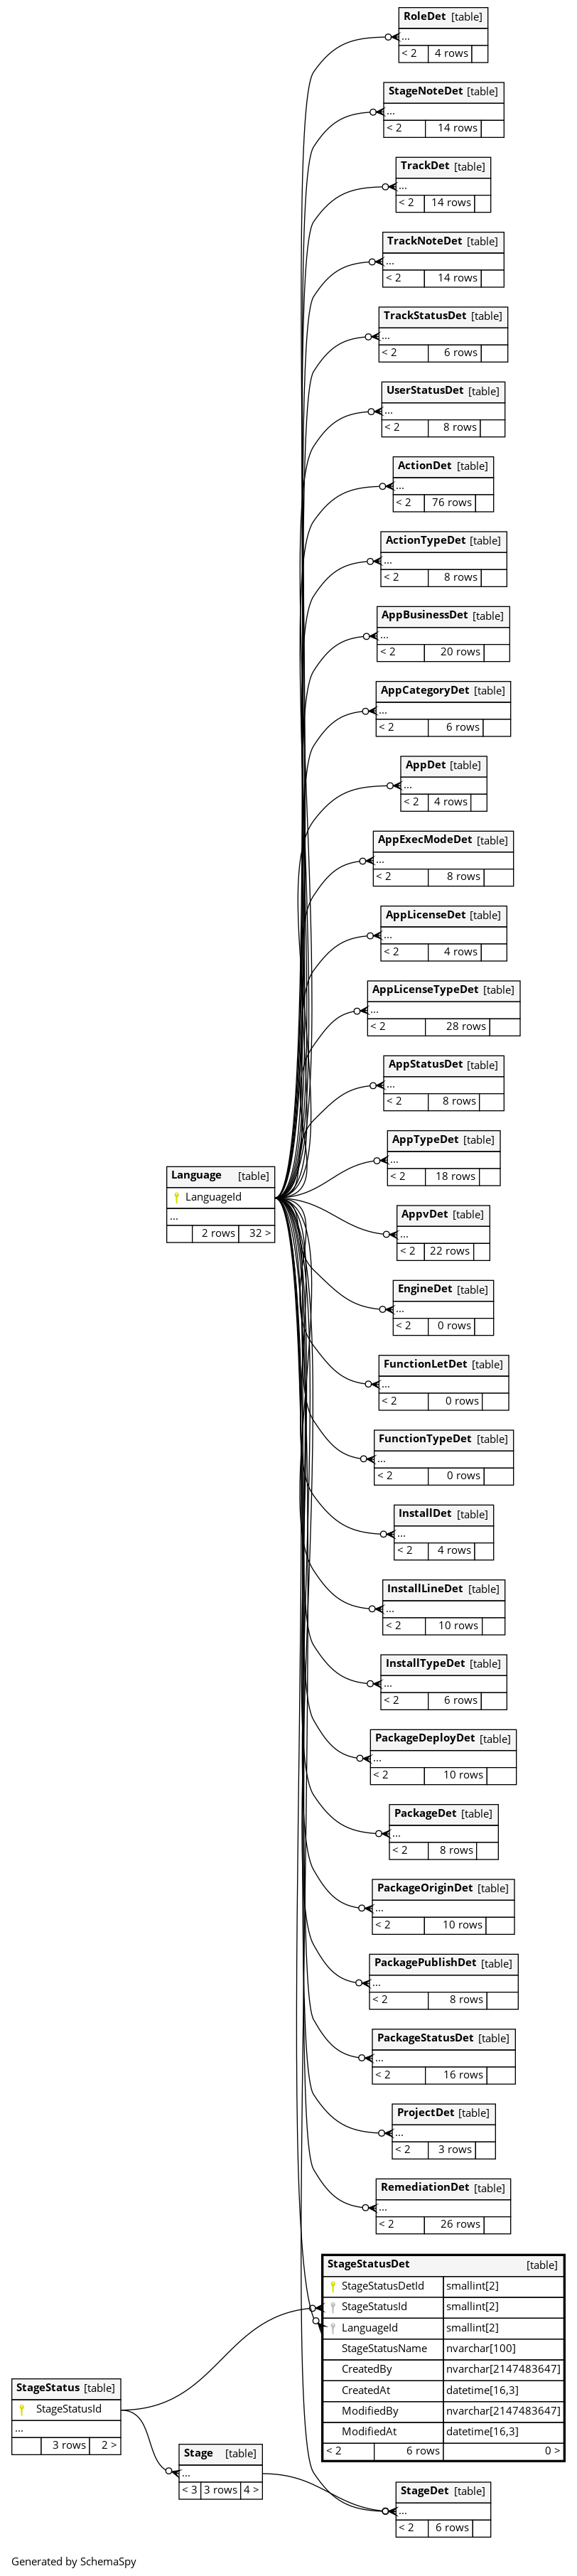 RoleDet [table]
...
< 2 4 rows
StageNoteDet [table]
...
< 2 14 rows
TrackDet [table]
...
< 2 14 rows
TrackNoteDet [table]
...
< 2 14 rows
TrackStatusDet [table]
...
< 2 6 rows
UserStatusDet [table]
...
< 2 8 rows
ActionDet [table]
...
< 2 76 rows
ActionTypeDet [table]
...
< 2 8 rows
AppBusinessDet [table]
...
< 2 20 rows
AppCategoryDet [table]
...
< 2 6 rows
AppDet [table]
...
< 2 4 rows
AppExecModeDet [table]
...
< 2 8 rows
AppLicenseDet [table]
...
< 2 4 rows
AppLicenseTypeDet [table]
...
< 2 28 rows
AppStatusDet [table]
...
< 2 8 rows
AppTypeDet [table]
...
< 2 18 rows
Language [table]
LanguageId
...
2 rows 32 >
AppvDet [table]
...
< 2 22 rows
EngineDet [table]
...
< 2 0 rows
FunctionLetDet [table]
...
< 2 0 rows
FunctionTypeDet [table]
...
< 2 0 rows
InstallDet [table]
...
< 2 4 rows
InstallLineDet [table]
...
< 2 10 rows
InstallTypeDet [table]
...
< 2 6 rows
PackageDeployDet [table]
...
< 2 10 rows
PackageDet [table]
...
< 2 8 rows
PackageOriginDet [table]
...
< 2 10 rows
PackagePublishDet [table]
...
< 2 8 rows
PackageStatusDet [table]
...
< 2 16 rows
ProjectDet [table]
...
< 2 3 rows
RemediationDet [table]
...
< 2 26 rows
StageStatusDet [table]
StageStatusDetId smallint[2]
StageStatusId smallint[2]
LanguageId smallint[2]
StageStatusName nvarchar[100]
CreatedBy nvarchar[2147483647]
CreatedAt datetime[16,3]
ModifiedBy nvarchar[2147483647]
ModifiedAt datetime[16,3]
< 2 6 rows 0 >
StageStatus [table]
StageStatusId
...
3 rows 2 >
Stage [table]
...
< 3 3 rows 4 >
StageDet [table]
...
< 2 6 rows
Generated by SchemaSpy